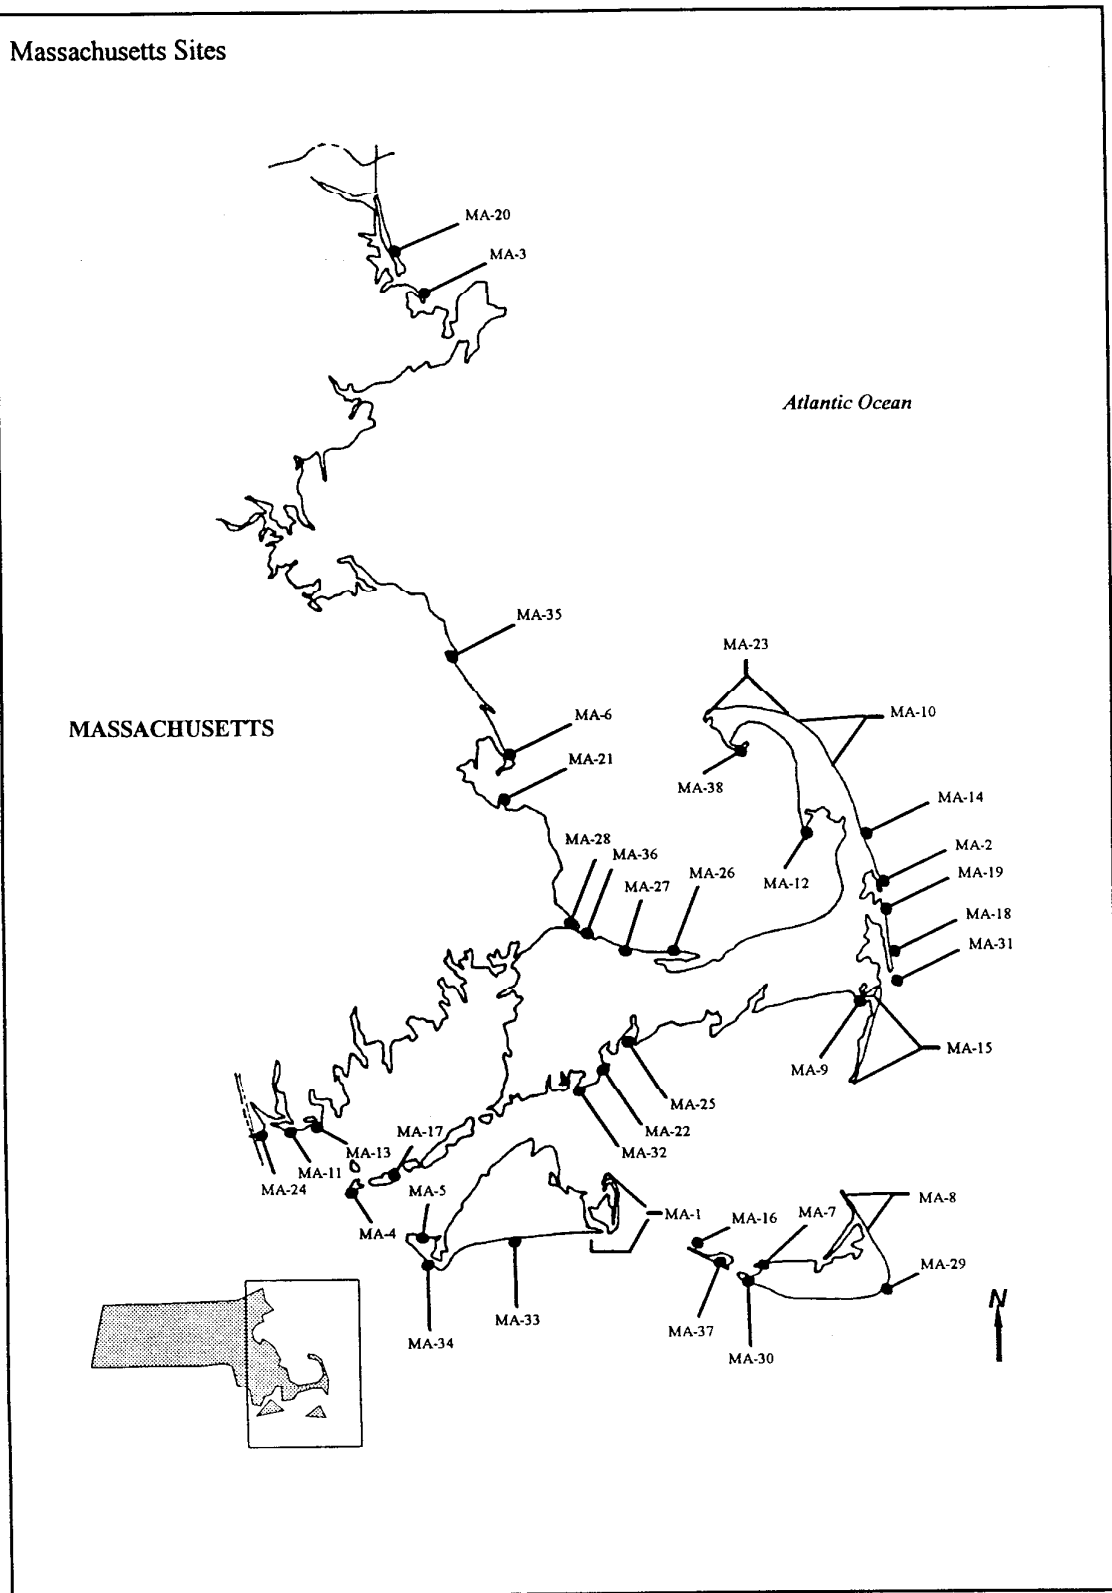 Massachusetts Sites
MA-20
MA-3
Atlantic Ocean
MA-35
MA-23
MA-10
MA-6
MASSACHUSETTS
MA-21
MA-38
MA-14
MA-28
MA-2
MA-36
MA-26
MA-19
MA-27
MA-12
MA-18
MA-31
MA-15
MA-9
MA-25
MA-17
MA-22
MA-13
MA-32
MA-11
MA-24
MA-5
MA-8
MA-7
MA-1
MA-16
MA-4
MA-29
N
MA-33
MA-37
MA-34
MA-30